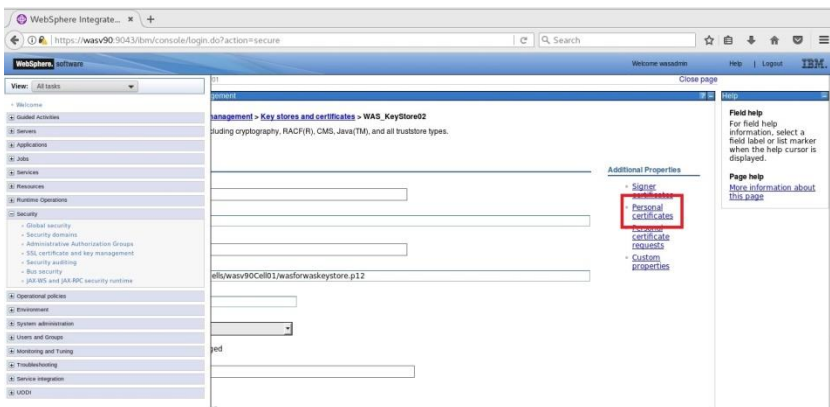 WebSphere Integrate...
https://wasv90:9043/ibm/console/login.do?action=secure
Search
WebSphere. software
Welcome wasadmin
Help | Logout
IBM.
View: All tasks
Welcome
Guided Activities
Servers
Applications
Jobs
Services
Resources
Runtime Operations
Security
Global security
Security domains
Administrative Authorization Groups
SSL certificate and key management
Security auditing
Bus security
JAX-WS and JAX-RPC security runtime
Operational policies
Environment
System administration
Users and Groups
Monitoring and Tuning
Troubleshooting
Service integration
UDDI
01
Close page
gement
anagement > Key stores and certificates > WAS_KeyStore02
cluding cryptography, RACF(R), CMS, Java(TM), and all truststore types.
ells/wasv90Cell01/wasforwaskeystore.p12
ged
Additional Properties
Signer
certificates
Personal
certificates
Personal
certificate
requests
Custom
properties
Help
Field help
For field help
information, select a
field label or list marker
when the help cursor is
displayed.
Page help
More information about
this page